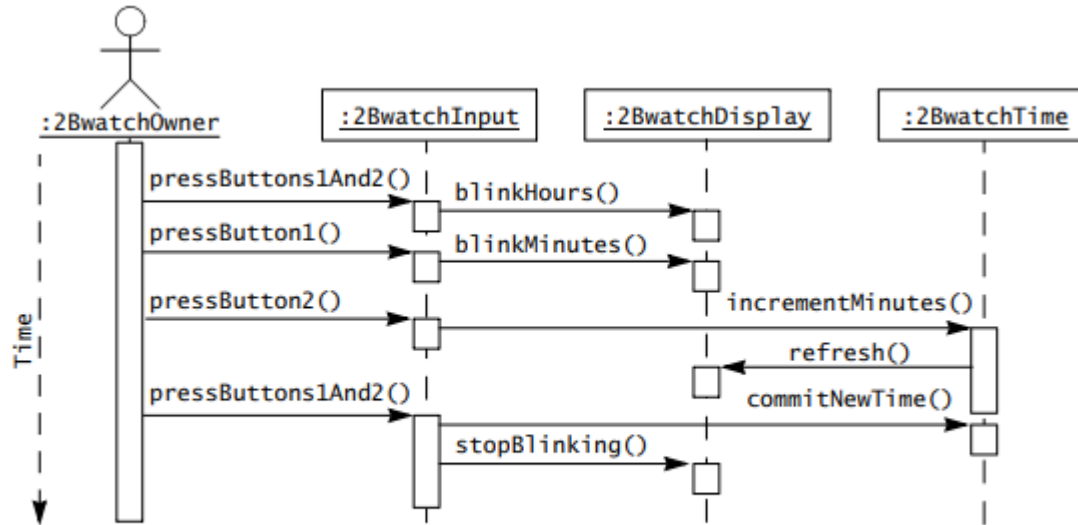 :2BwatchOwner
:2BwatchInput
:2BwatchDisplay
:2BwatchTime
pressButtons1And2()
blinkHours()
pressButton1()
blinkMinutes()
pressButton2()
incrementMinutes()
Time
refresh()
pressButtons1And2()
commitNewTime()
stopBlinking()